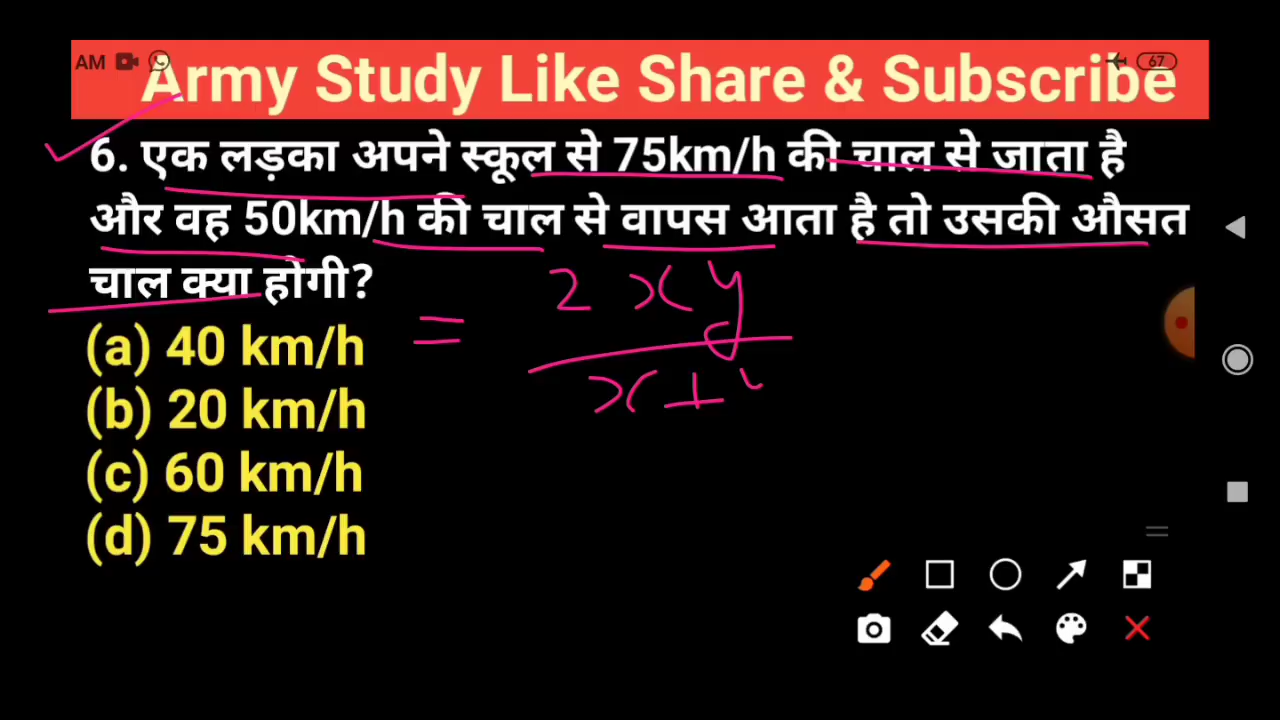 AM
67
Army Study Like Share & Subscribe
6. एक लड़का अपने स्कूल से 75km/h की चाल से जाता है
और वह 50km/h की चाल से वापस आता है तो उसकी औसत
चाल क्या होगी?
= 2xy
x+
(a) 40 km/h
(b) 20 km/h
(c) 60 km/h
(d) 75 km/h